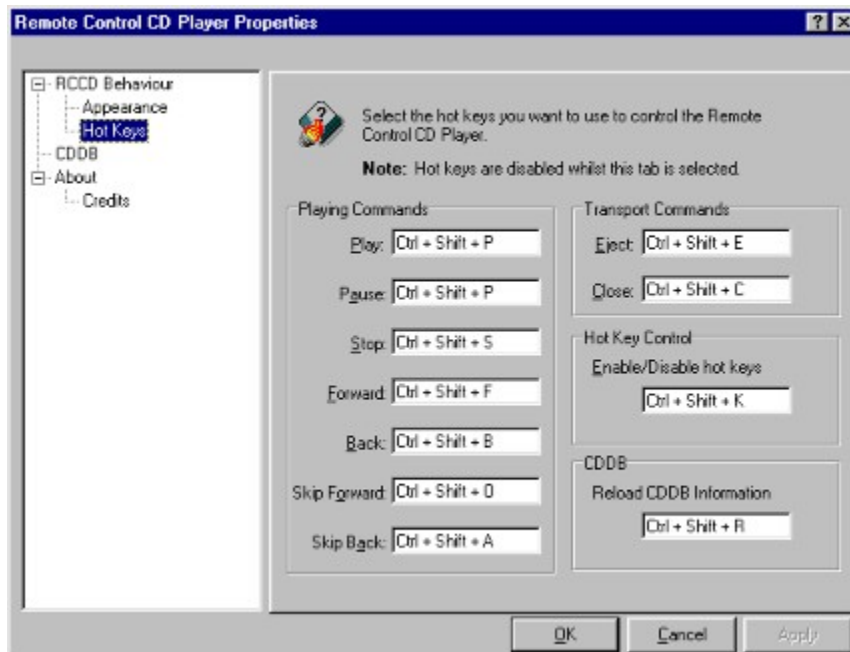 Remote Control CD Player Properties
RCCD Behaviour
Appearance
Hot Keys
CDDB
About
Credits
Select the hot keys you want to use to control the Remote
Control CD Player.
Note: Hot keys are disabled whilst this tab is selected.
Playing Commands
Play: Ctrl + Shift + P
Pause: Ctrl + Shift + P
Stop: Ctrl + Shift + S
Forward: Ctrl + Shift + F
Back: Ctrl + Shift + B
Skip Forward: Ctrl + Shift + O
Skip Back: Ctrl + Shift + A
Transport Commands
Eject: Ctrl + Shift + E
Close: Ctrl + Shift + C
Hot Key Control
Enable/Disable hot keys
Ctrl + Shift + K
CDDB
Reload CDDB Information
Ctrl + Shift + R
OK
Cancel
Apply